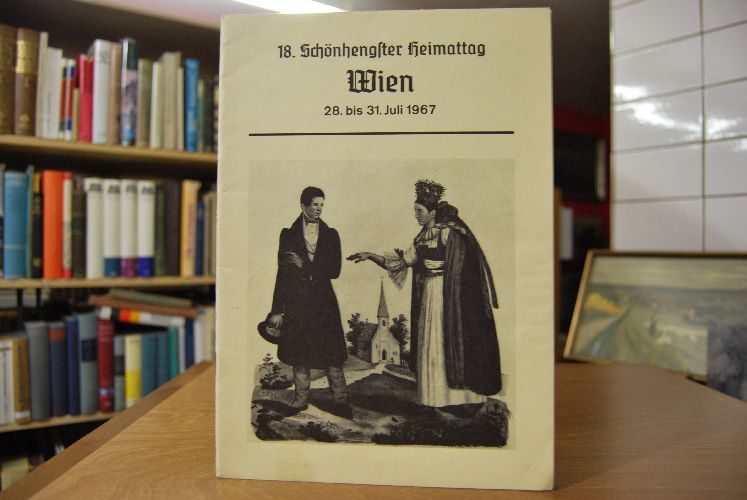 18. Schönhengster Heimattag
Wien
28. bis 31. Juli 1967